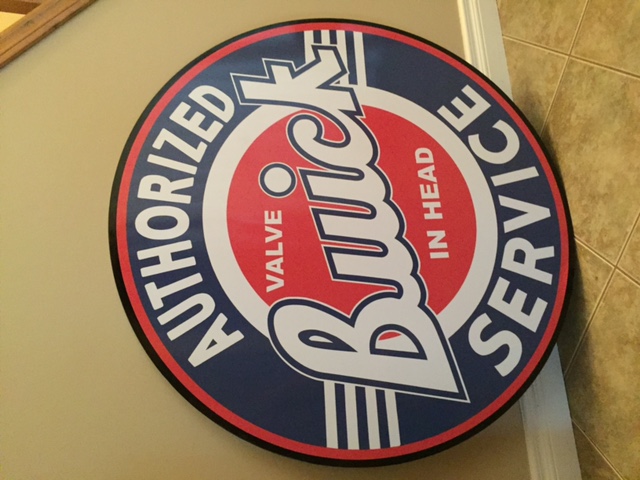 AUTHORIZED
VALVE
Buick
IN HEAD
SERVICE